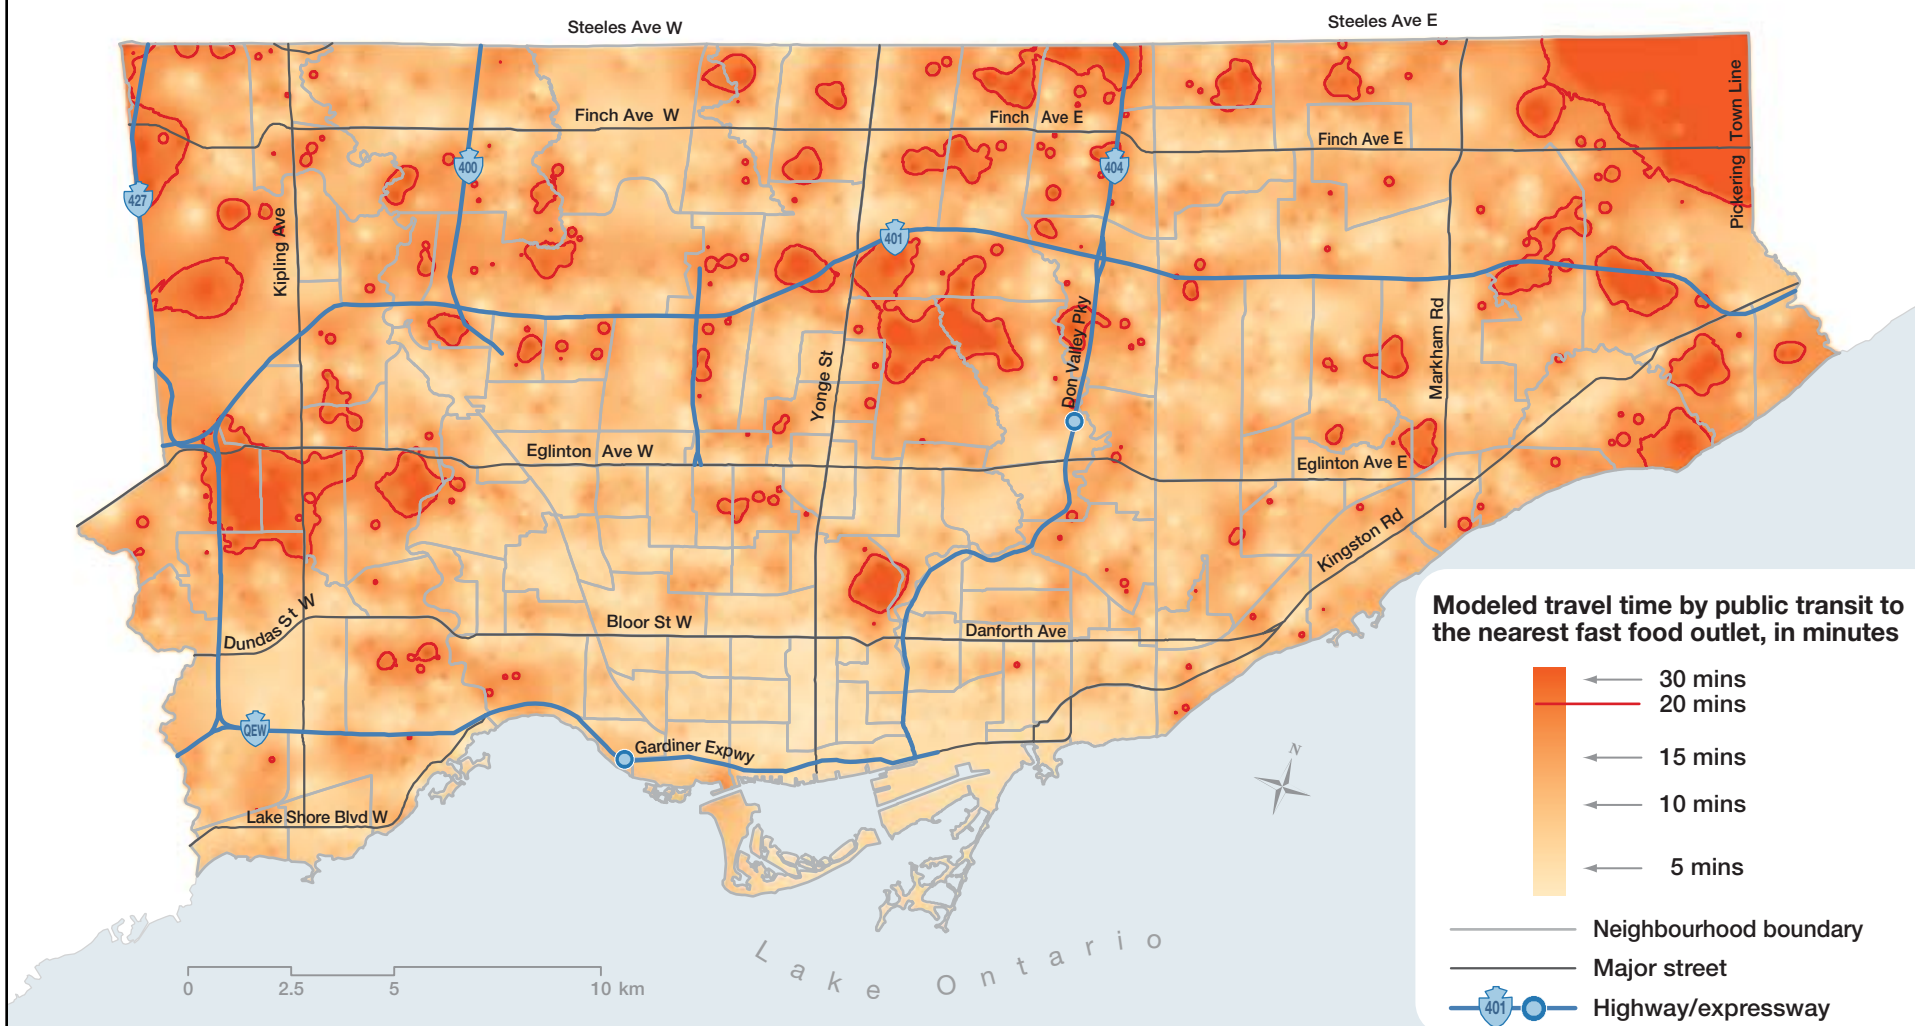 Steeles Ave W
Steeles Ave E
Finch Ave W
Finch Ave E
Finch Ave E
Pickering Town Line
427
400
404
401
Kipling Ave
Yonge St
Don Valley Pky
Markham Rd
Eglinton Ave W
Eglinton Ave E
Kingston Rd
Dundas St W
Bloor St W
Danforth Ave
QEW
Gardiner Expwy
Lake Shore Blvd W
N
Lake Ontario
0 2.5 5 10 km
Modeled travel time by public transit to
the nearest fast food outlet, in minutes
30 mins
20 mins
15 mins
10 mins
5 mins
Neighbourhood boundary
Major street
401 Highway/expressway